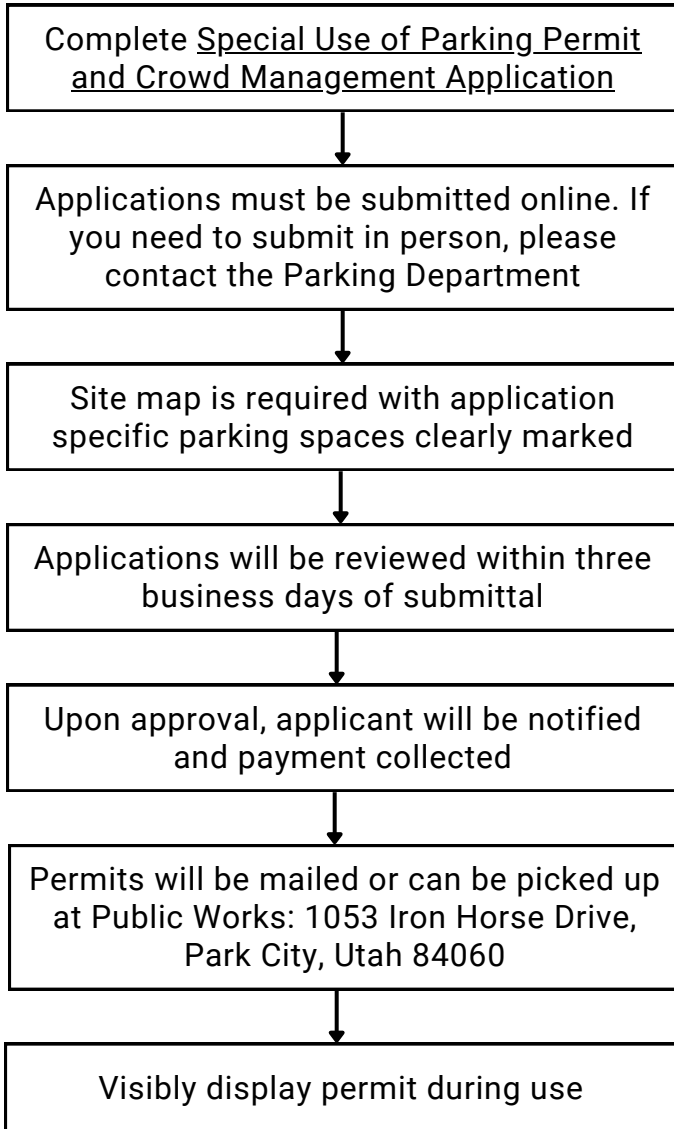 Complete Special Use of Parking Permit
and Crowd Management Application
Applications must be submitted online. If
you need to submit in person, please
contact the Parking Department
Site map is required with application
specific parking spaces clearly marked
Applications will be reviewed within three
business days of submittal
Upon approval, applicant will be notified
and payment collected
Permits will be mailed or can be picked up
at Public Works: 1053 Iron Horse Drive,
Park City, Utah 84060
Visibly display permit during use